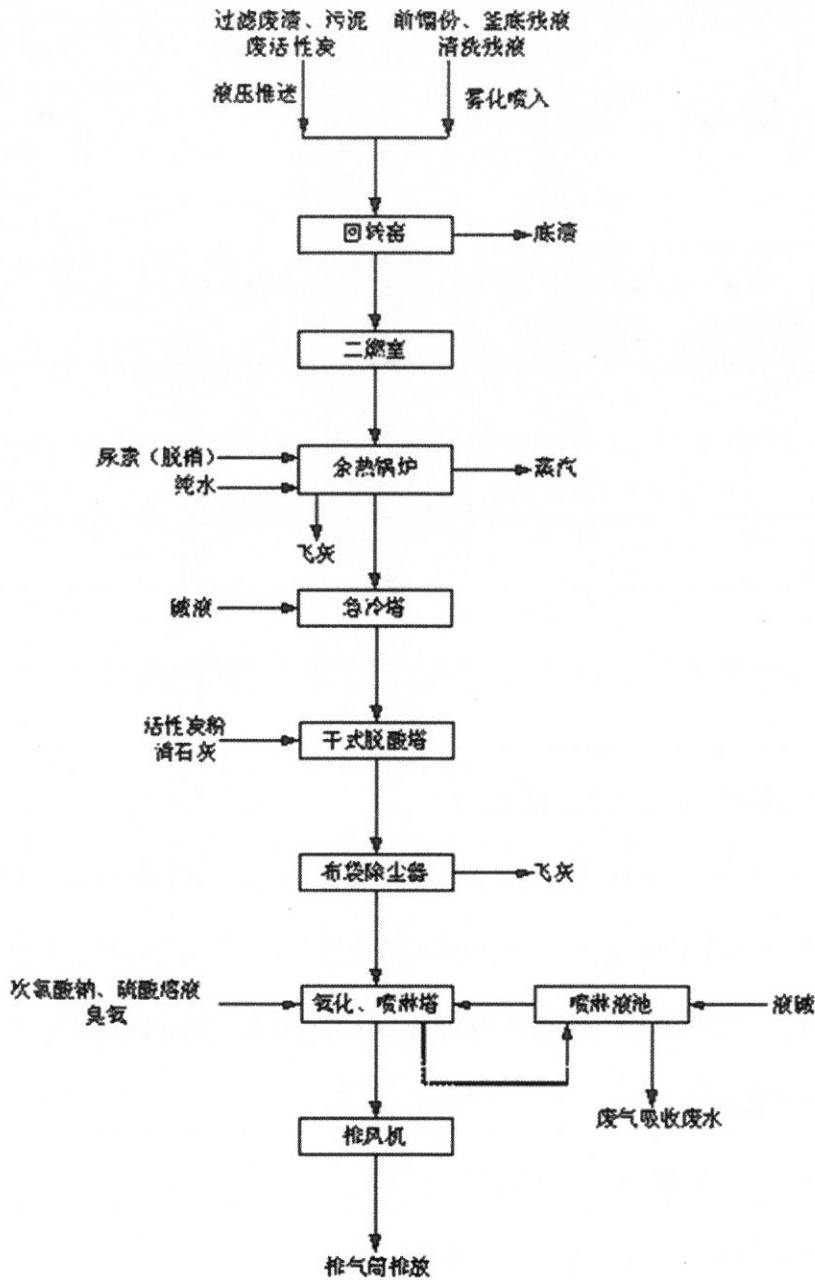 过滤废渣、污泥 前馏份、釜底残液
废活性炭 清洗残液
液压推送 雾化喷入
回转窑 底渣
二燃室
尿素（脱硝） 余热锅炉 蒸汽
纯水
飞灰
碱液 急冷塔
活性炭粉 干式脱酸塔
消石灰
布袋除尘器 飞灰
次氯酸钠、硫酸溶液 氧化、喷淋塔 喷淋液池 液碱
臭氧
废气吸收废水
排风机
排气筒排放